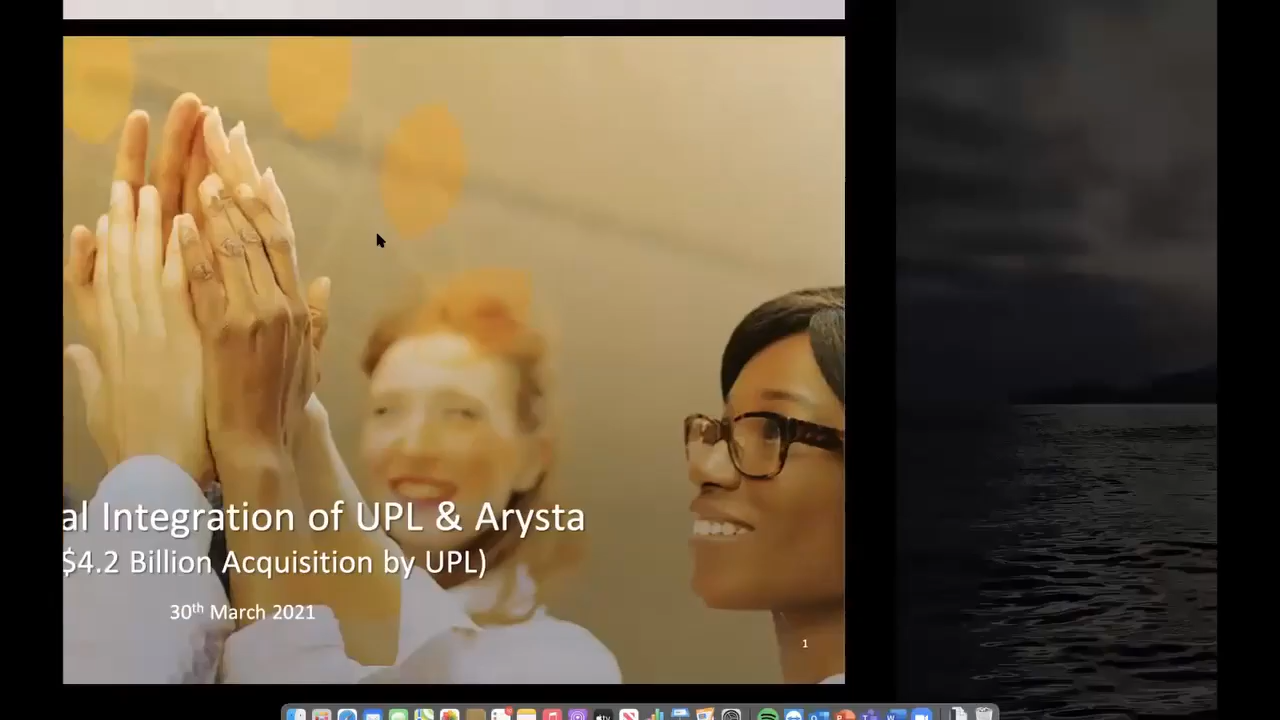 al Integration of UPL & Arysta
$4.2 Billion Acquisition by UPL)
30th March 2021
1